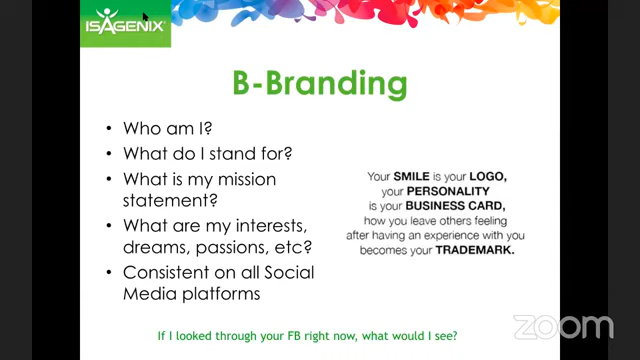 ISAGENIX
B-Branding
• Who am I?
• What do I stand for?
• What is my mission
statement?
• What are my interests,
dreams, passions, etc?
• Consistent on all Social
Media platforms
Your SMILE is your LOGO,
your PERSONALITY
is your BUSINESS CARD,
how you leave others feeling
after having an experience with you
becomes your TRADEMARK.
If I looked through your FB right now, what would I see?
zoom